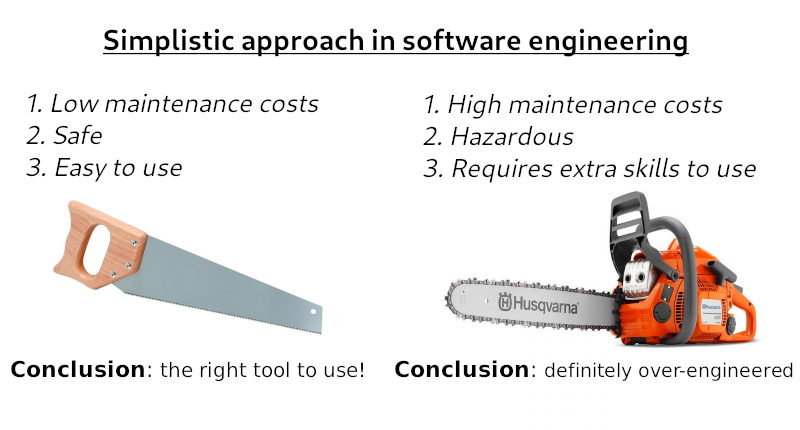 Simplistic approach in software engineering
1. Low maintenance costs
2. Safe
3. Easy to use
1. High maintenance costs
2. Hazardous
3. Requires extra skills to use
Husqvarna
Conclusion: the right tool to use!
Conclusion: definitely over-engineered